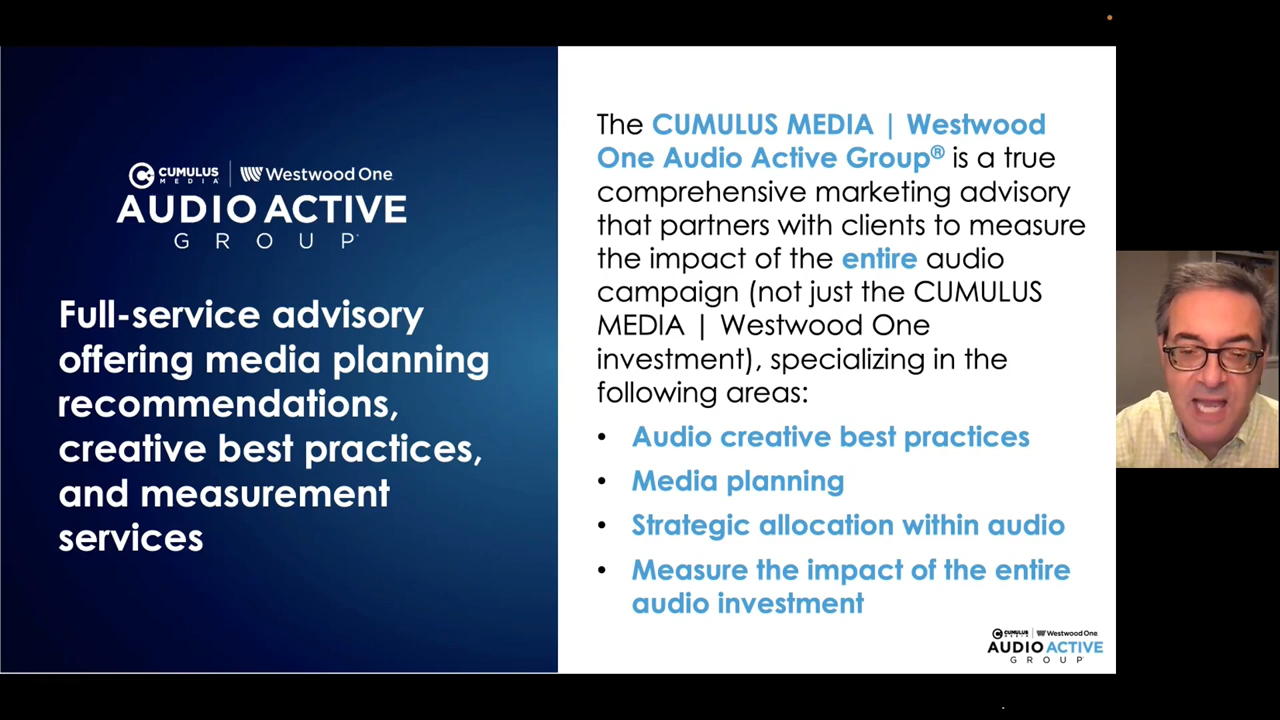 CUMULUS MEDIA | Westwood One
AUDIO ACTIVE
GROUP
Full-service advisory
offering media planning
recommendations,
creative best practices,
and measurement
services
The CUMULUS MEDIA | Westwood
One Audio Active Group® is a true
comprehensive marketing advisory
that partners with clients to measure
the impact of the entire audio
campaign (not just the CUMULUS
MEDIA | Westwood One
investment), specializing in the
following areas:
• Audio creative best practices
• Media planning
• Strategic allocation within audio
• Measure the impact of the entire
audio investment
CUMULUS MEDIA | Westwood One
AUDIO ACTIVE
GROUP